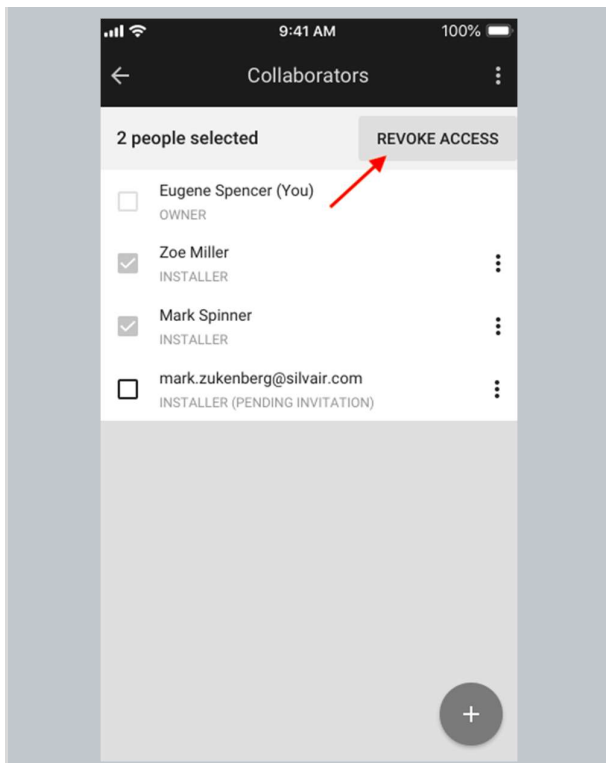 9:41 AM 100%
Collaborators
2 people selected REVOKE ACCESS
Eugene Spencer (You)
OWNER
Zoe Miller
INSTALLER
Mark Spinner
INSTALLER
mark.zukenberg@silvair.com
INSTALLER (PENDING INVITATION)